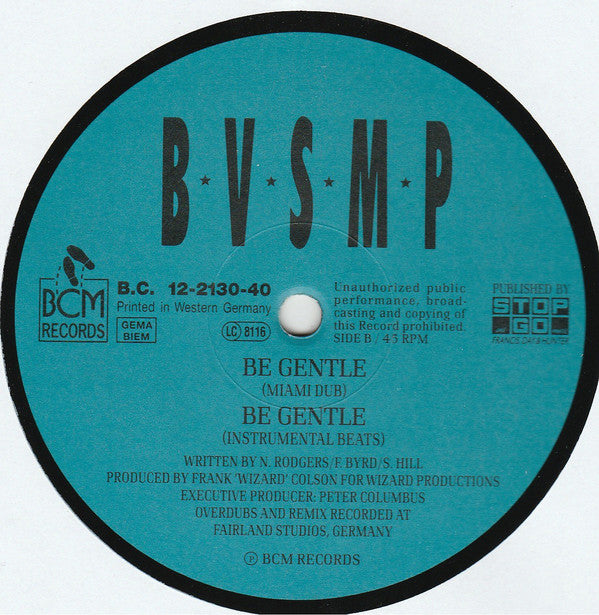 B★V★S★M★P
BCM
RECORDS
B.C. 12-2130-40
Printed in Western Germany
GEMA
BIEM
LC 8116
Unauthorized public
performance, broad-
casting and copying of
this Record prohibited.
SIDE B / 45 RPM
PUBLISHED BY
STOP
GO
FRANCIS, DAY & HUNTER
BE GENTLE
(MIAMI DUB)
BE GENTLE
(INSTRUMENTAL BEATS)
WRITTEN BY N. RODGERS/F. BYRD/S. HILL
PRODUCED BY FRANK 'WIZARD' COLSON FOR WIZARD PRODUCTIONS
EXECUTIVE PRODUCER: PETER COLUMBUS
OVERDUBS AND REMIX RECORDED AT
FAIRLAND STUDIOS, GERMANY
℗ BCM RECORDS